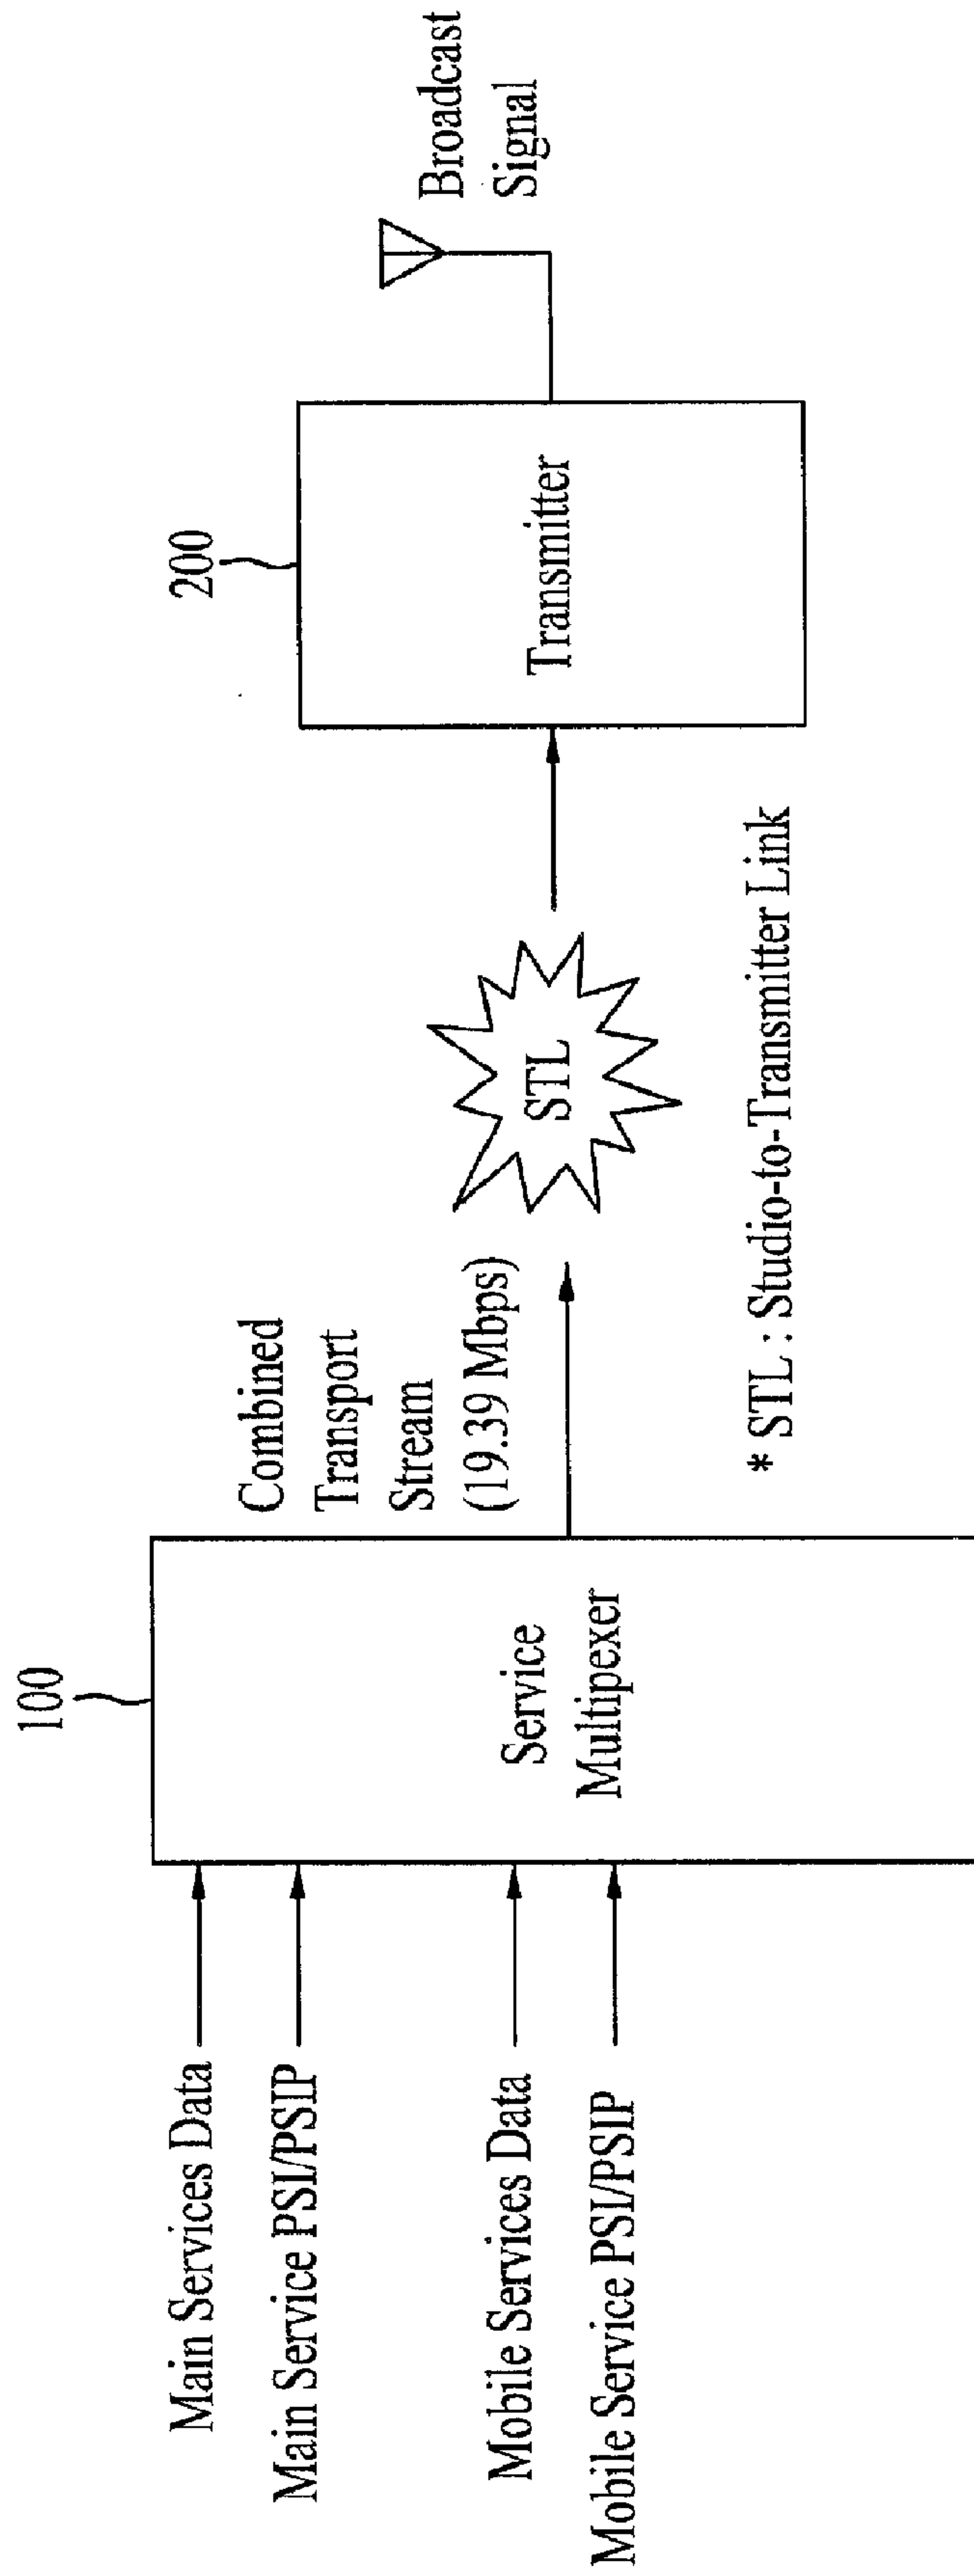 Main Services Data
Main Service PSI/PSIP
Mobile Services Data
Mobile Service PSI/PSIP
100
Service
Multipexer
Combined
Transport
Stream
(19.39 Mbps)
STL
* STL : Studio-to-Transmitter Link
200
Transmitter
Broadcast
Signal